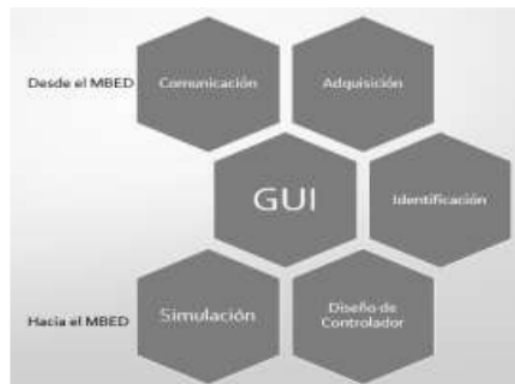 Desde el MBED
Comunicación
Adquisición
GUI
Identificación
Hacia el MBED
Simulación
Diseño de
Controlador